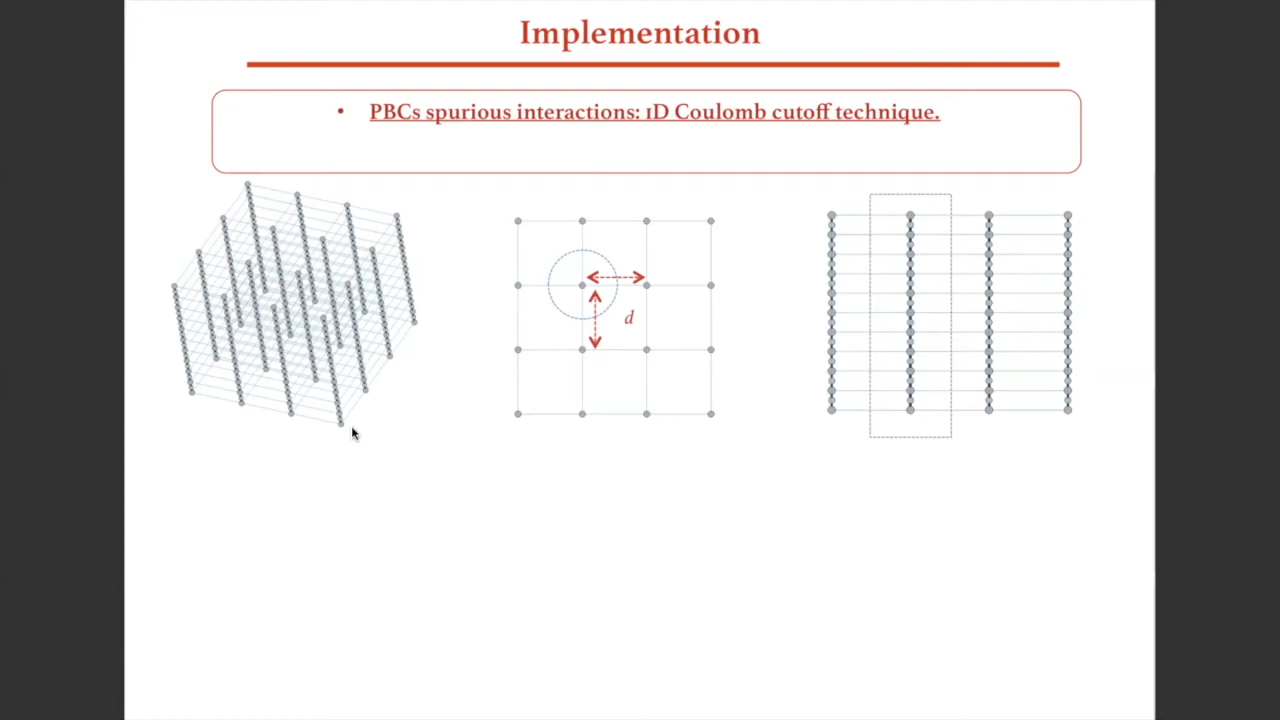 Implementation
• PBCs spurious interactions: 1D Coulomb cutoff technique.
d